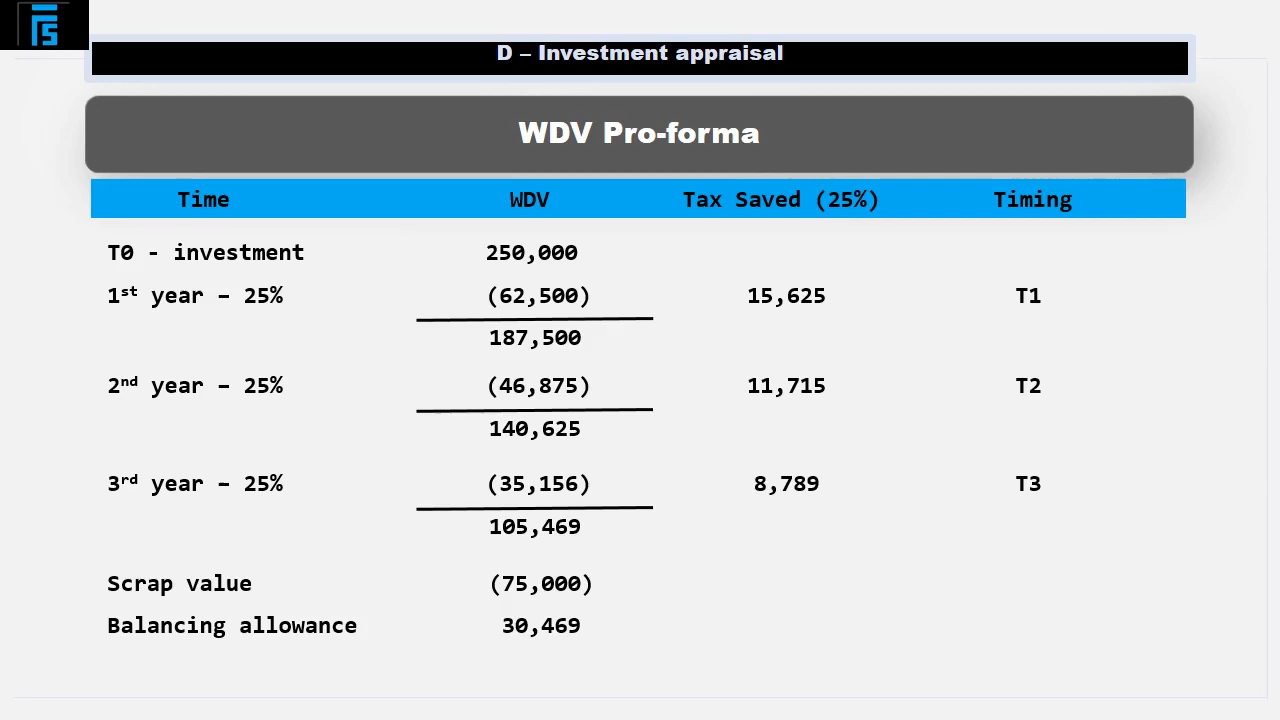 FS
D – Investment appraisal
WDV Pro-forma
Time WDV Tax Saved (25%) Timing
T0 - investment 250,000
1st year – 25% (62,500) 15,625 T1
187,500
2nd year – 25% (46,875) 11,715 T2
140,625
3rd year – 25% (35,156) 8,789 T3
105,469
Scrap value (75,000)
Balancing allowance 30,469